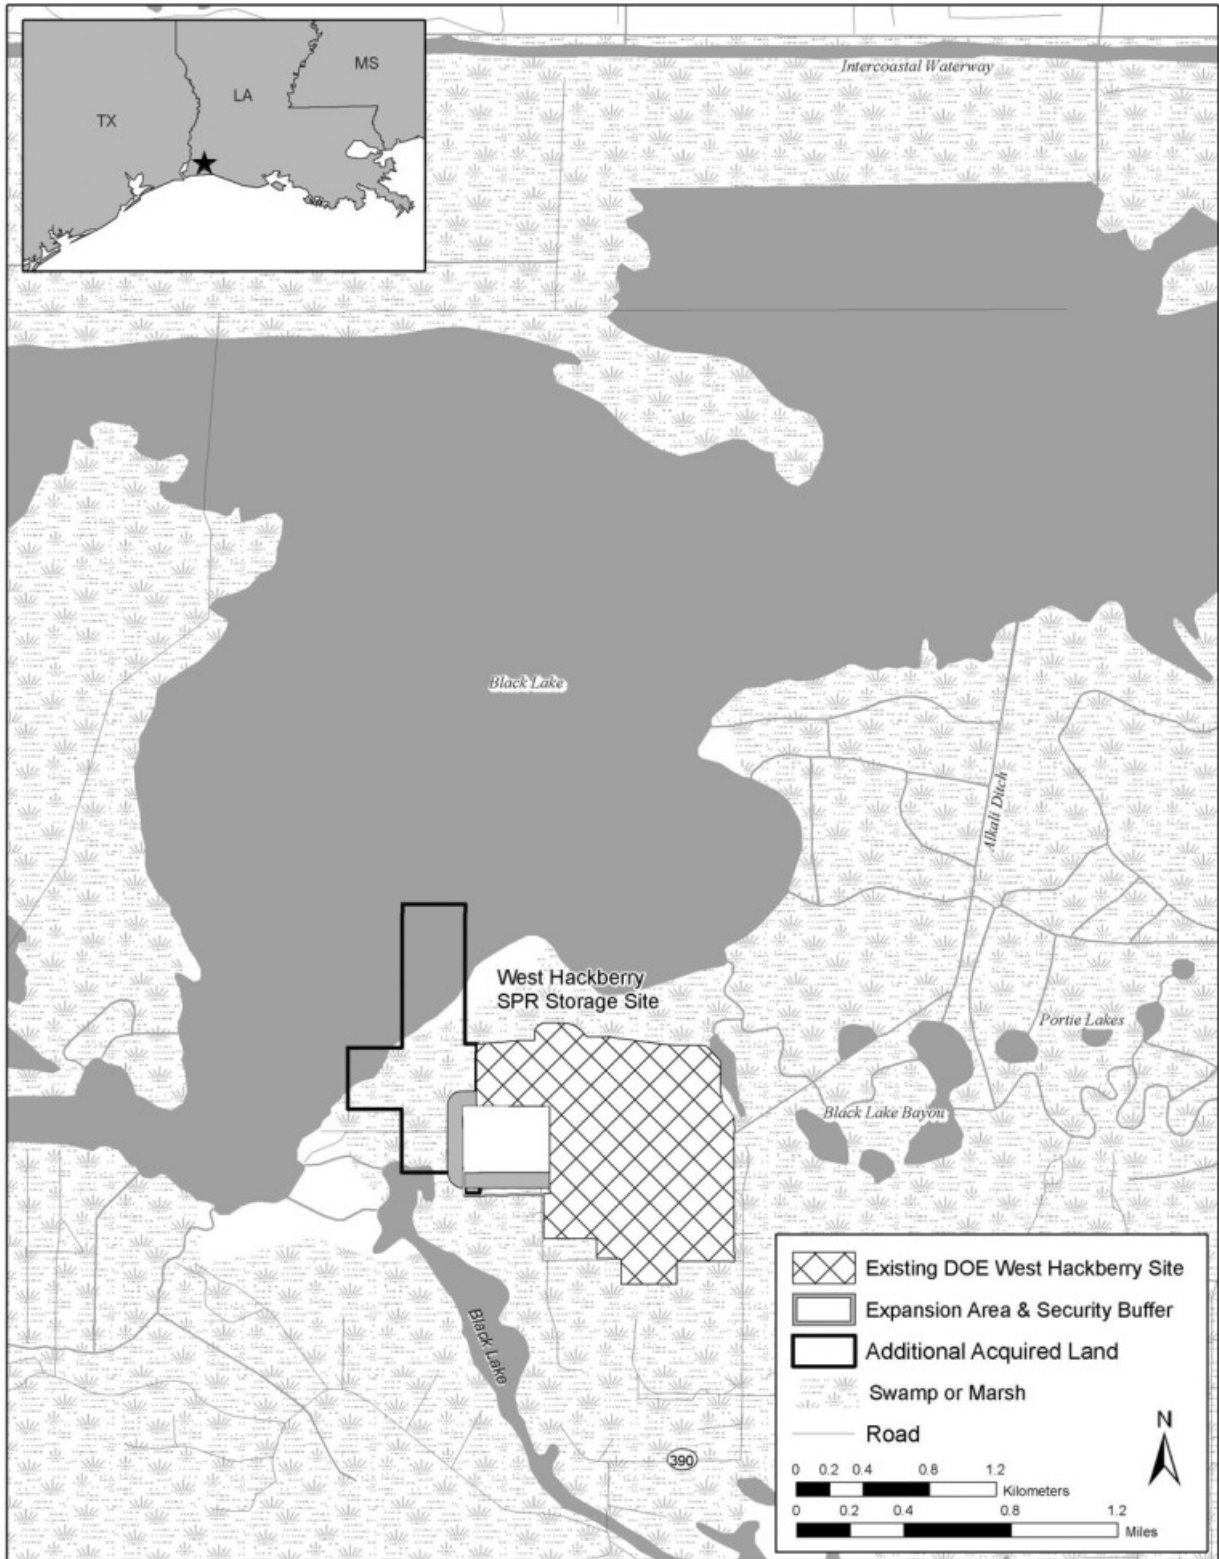 Intercoastal Waterway
MS
LA
TX
Black Lake
Alkali Ditch
West Hackberry
SPR Storage Site
Portie Lakes
Black Lake Bayou
Black Lake
390
Existing DOE West Hackberry Site
Expansion Area & Security Buffer
Additional Acquired Land
Swamp or Marsh
Road
N
0 0.2 0.4 0.8 1.2
Kilometers
0 0.2 0.4 0.8 1.2
Miles